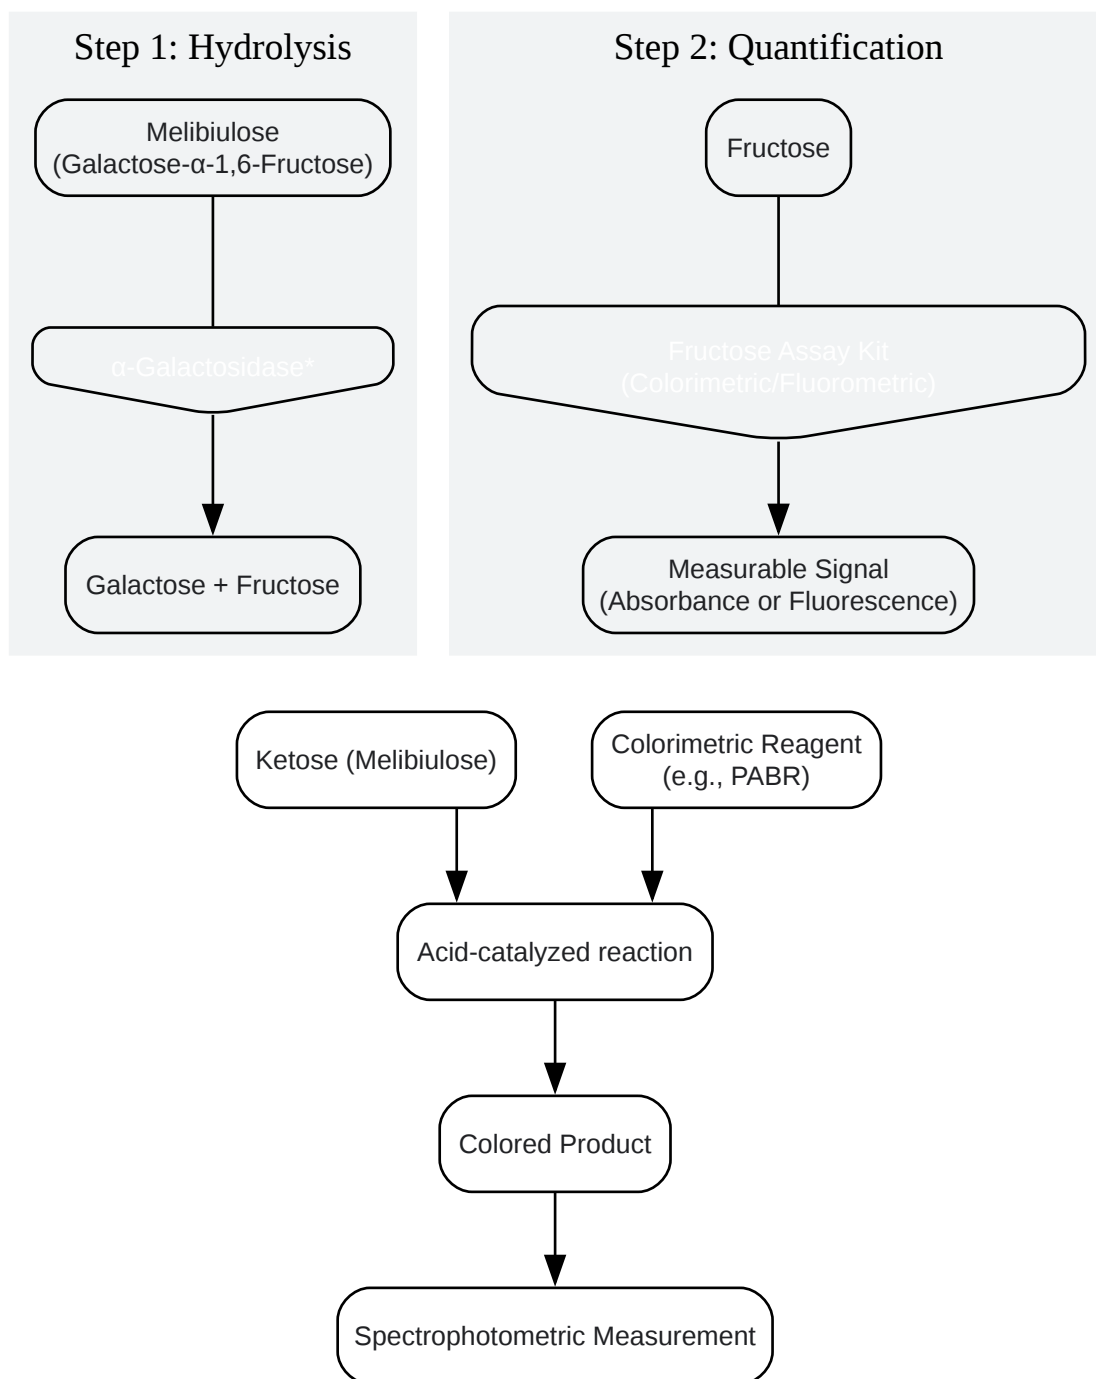 Step 1: Hydrolysis
Melibiulose
(Galactose-α-1,6-Fructose)
α-Galactosidase*
Galactose + Fructose
Step 2: Quantification
Fructose
Fructose Assay Kit
(Colorimetric/Fluorometric)
Measurable Signal
(Absorbance or Fluorescence)
Ketose (Melibiulose)
Colorimetric Reagent
(e.g., PABR)
Acid-catalyzed reaction
Colored Product
Spectrophotometric Measurement